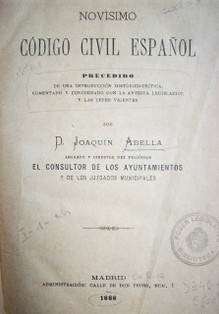 NOVÍSIMO
CÓDIGO CIVIL ESPAÑOL
PRECEDIDO
DE UNA INTRODUCCIÓN HISTÓRICO-CRÍTICA,
COMENTADO Y CONCORDADO CON LA ANTIGUA LEGISLACIÓN
Y LAS LEYES VIGENTES
POR
D. JOAQUÍN ABELLA
ABOGADO Y DIRECTOR DEL PERIÓDICO
EL CONSULTOR DE LOS AYUNTAMIENTOS
Y DE LOS JUZGADOS MUNICIPALES
MADRID
ADMINISTRACIÓN: CALLE DE DON PEDRO, NÚM. 1
1888